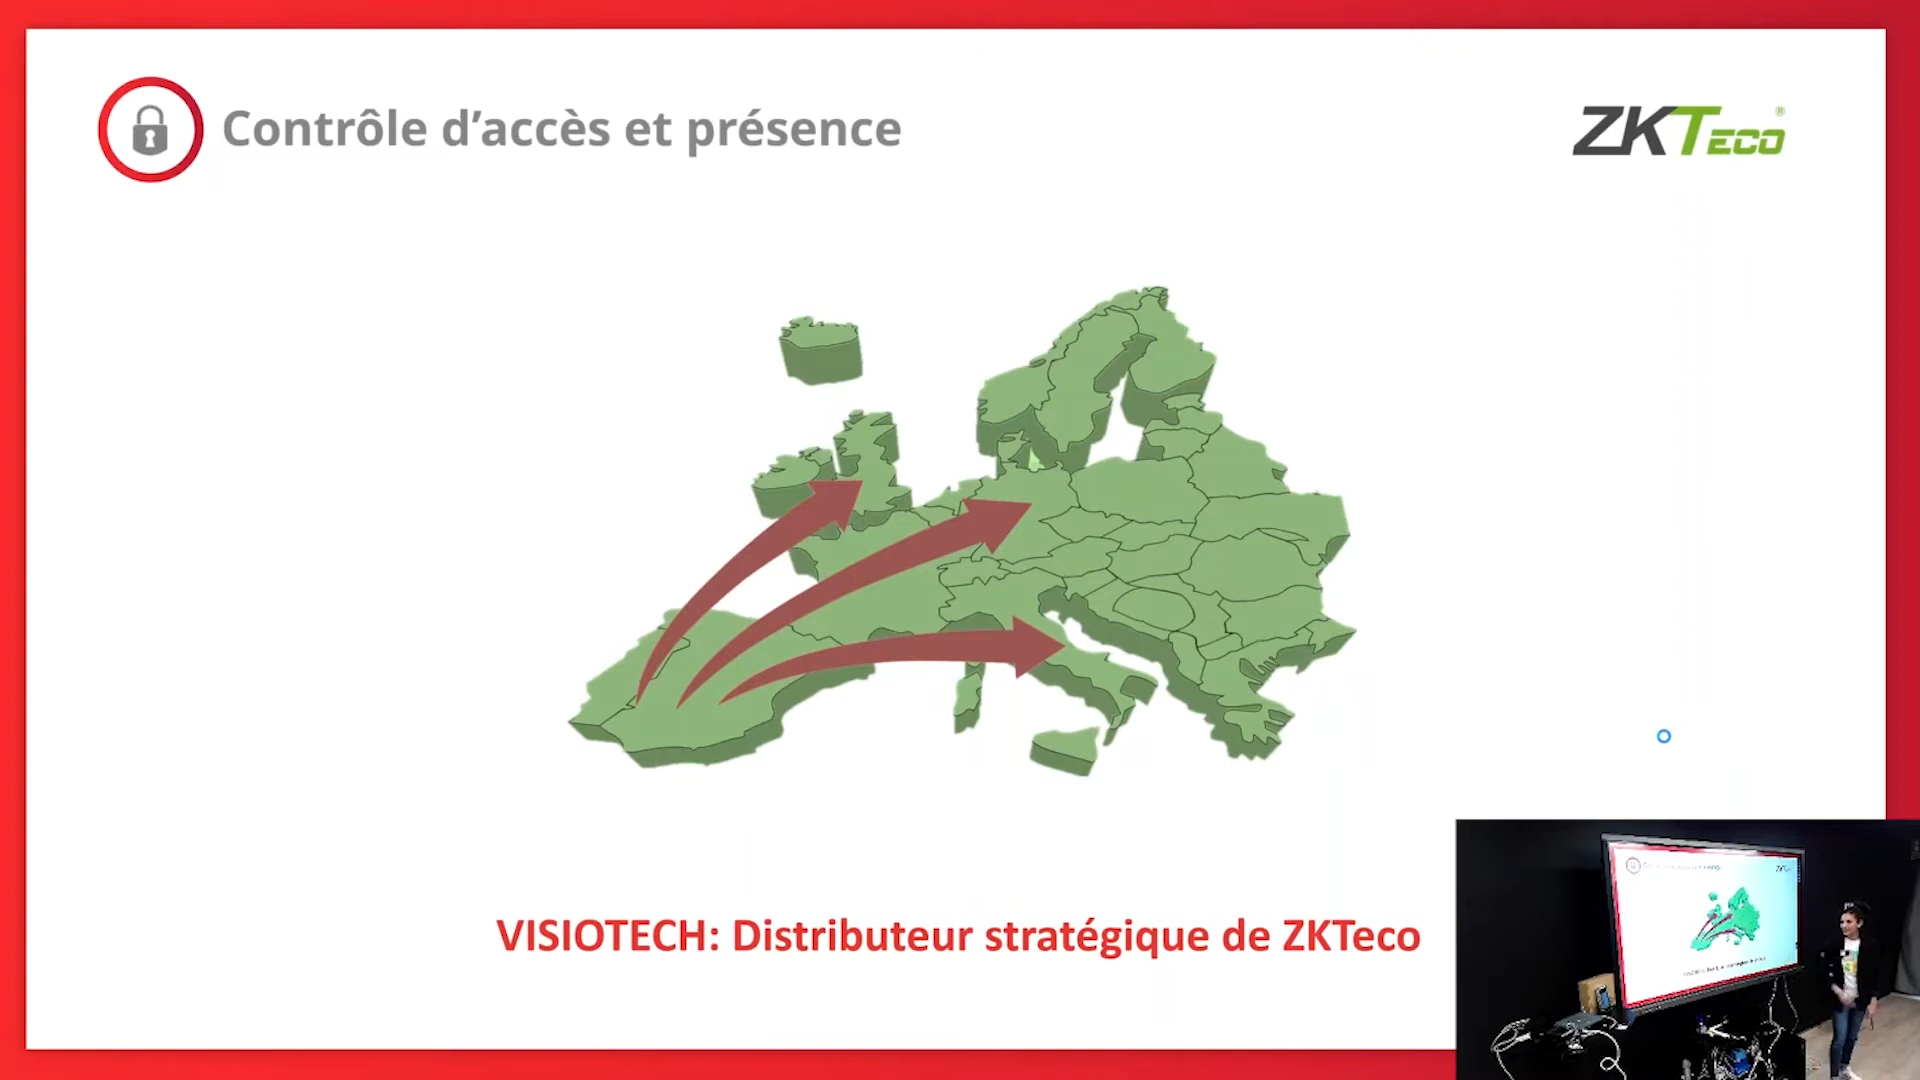 Contrôle d’accès et présence
ZKTECO®
VISIOTECH: Distributeur stratégique de ZKTeco